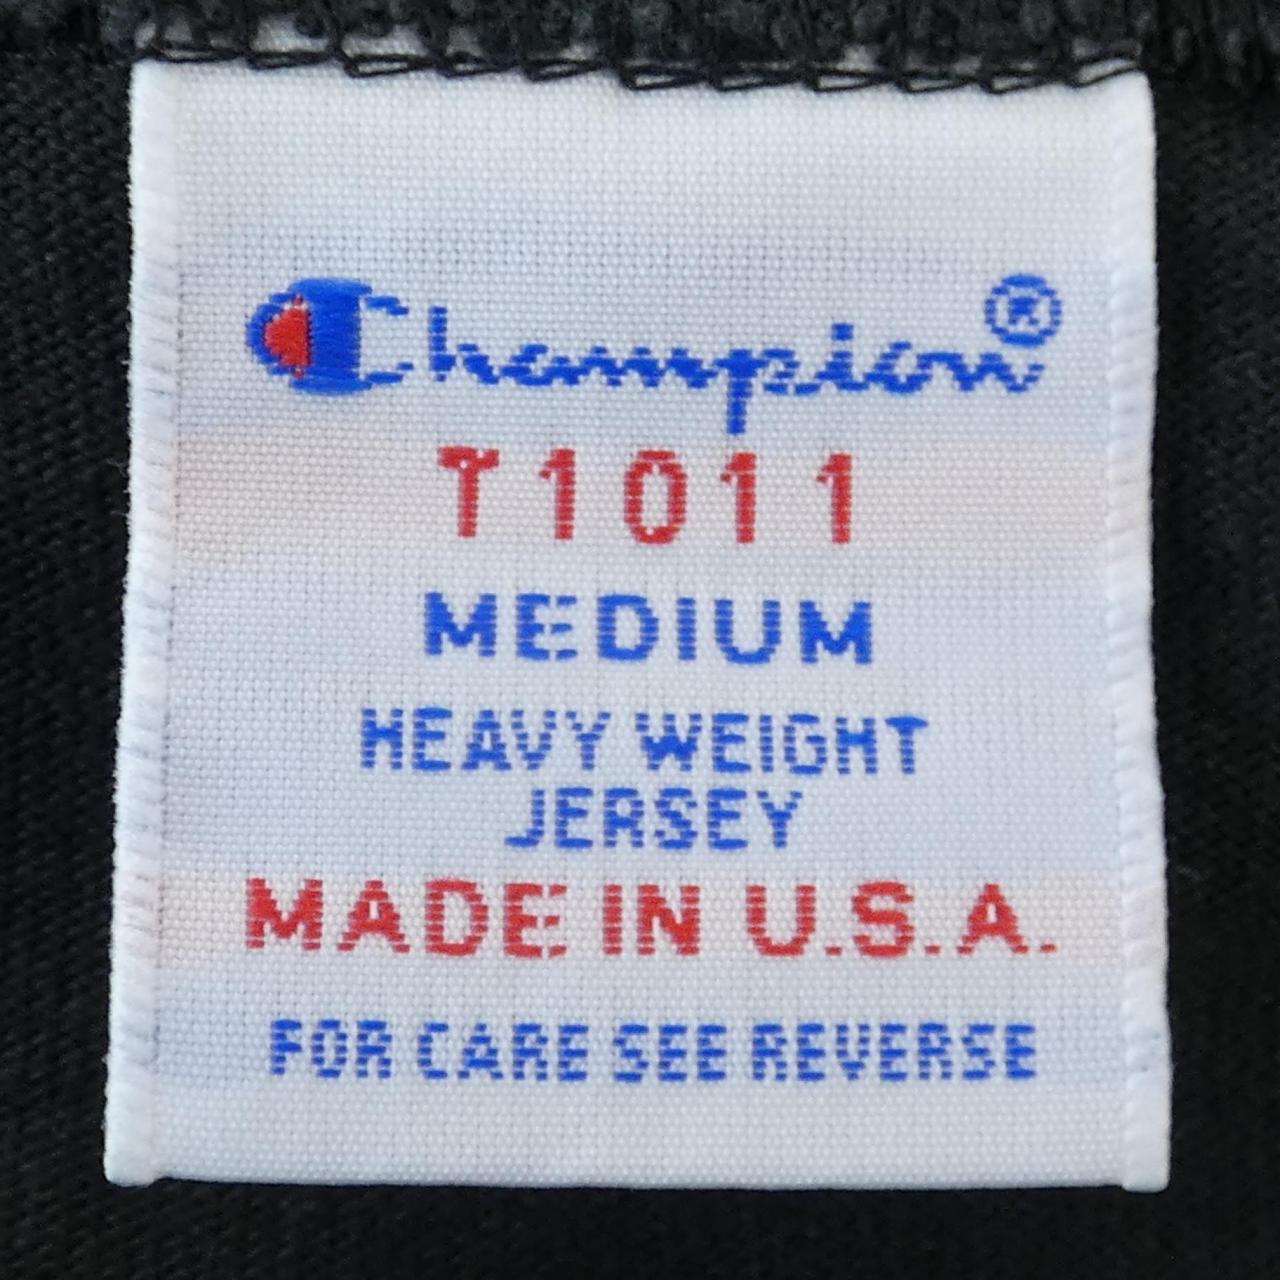 Champion®
T1011
MEDIUM
HEAVY WEIGHT
JERSEY
MADE IN U.S.A.
FOR CARE SEE REVERSE